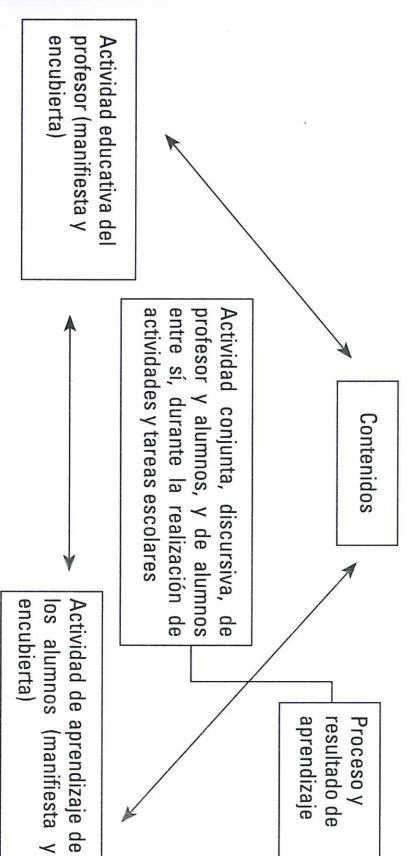 Contenidos
Proceso y
resultado de
aprendizaje
Actividad conjunta, discursiva, de
profesor y alumnos, y de alumnos
entre sí, durante la realización de
actividades y tareas escolares
Actividad educativa del
profesor (manifiesta y
encubierta)
Actividad de aprendizaje de
los alumnos (manifiesta y
encubierta)